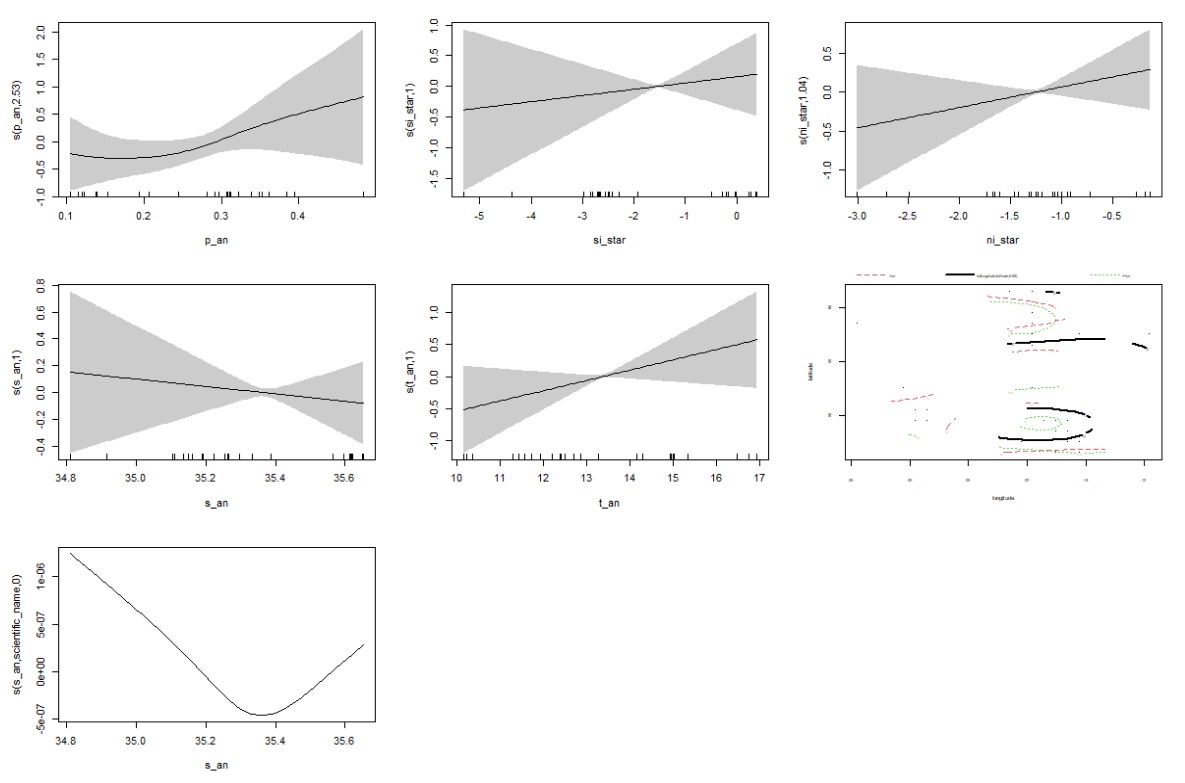 s(p_an,2.53)
2.0
1.5
1.0
0.5
0.0
-0.5
-1.0
0.1 0.2 0.3 0.4
p_an
s(si_star,1)
1.0
0.5
0.0
-0.5
-1.0
-1.5
-5 -4 -3 -2 -1 0
si_star
s(ni_star,1.04)
0.5
0.0
-0.5
-1.0
-3.0 -2.5 -2.0 -1.5 -1.0 -0.5
ni_star
s(s_an,1)
0.8
0.6
0.4
0.2
0.0
-0.2
-0.4
34.8 35.0 35.2 35.4 35.6
s_an
s(t_an,1)
1.0
0.5
0.0
-0.5
-1.0
10 11 12 13 14 15 16 17
t_an
latitude
longitude
s(s_an,scientific_name,0)
1e-06
5e-07
0e+00
-5e-07
34.8 35.0 35.2 35.4 35.6
s_an